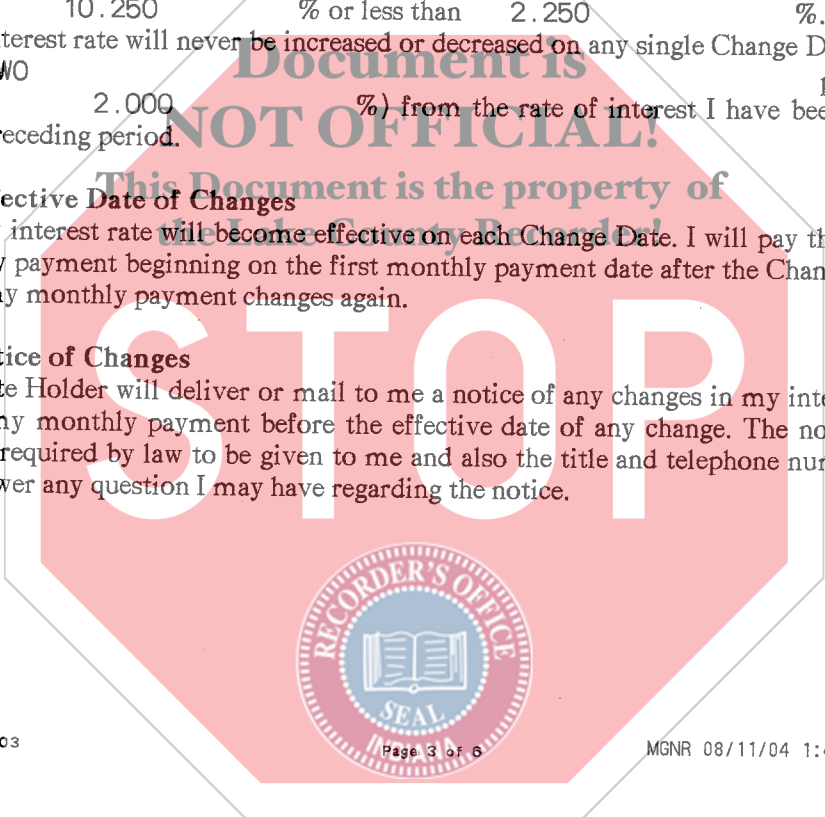 10.250 % or less than 2.250 %.
terest rate will never be increased or decreased on any single Change D
WO
2.000 %) from the rate of interest I have bee
receding period.
Document is
NOT OFFICIAL!
This Document is the property of
the Lake County Recorder!
ective Date of Changes
interest rate will become effective on each Change Date. I will pay th
y payment beginning on the first monthly payment date after the Chan
ny monthly payment changes again.
tice of Changes
te Holder will deliver or mail to me a notice of any changes in my inte
ny monthly payment before the effective date of any change. The no
required by law to be given to me and also the title and telephone nur
wer any question I may have regarding the notice.
STOP
RECORDER'S OFFICE
SEAL
INDIANA
03
Page 3 of 6
MGNR 08/11/04 1:4